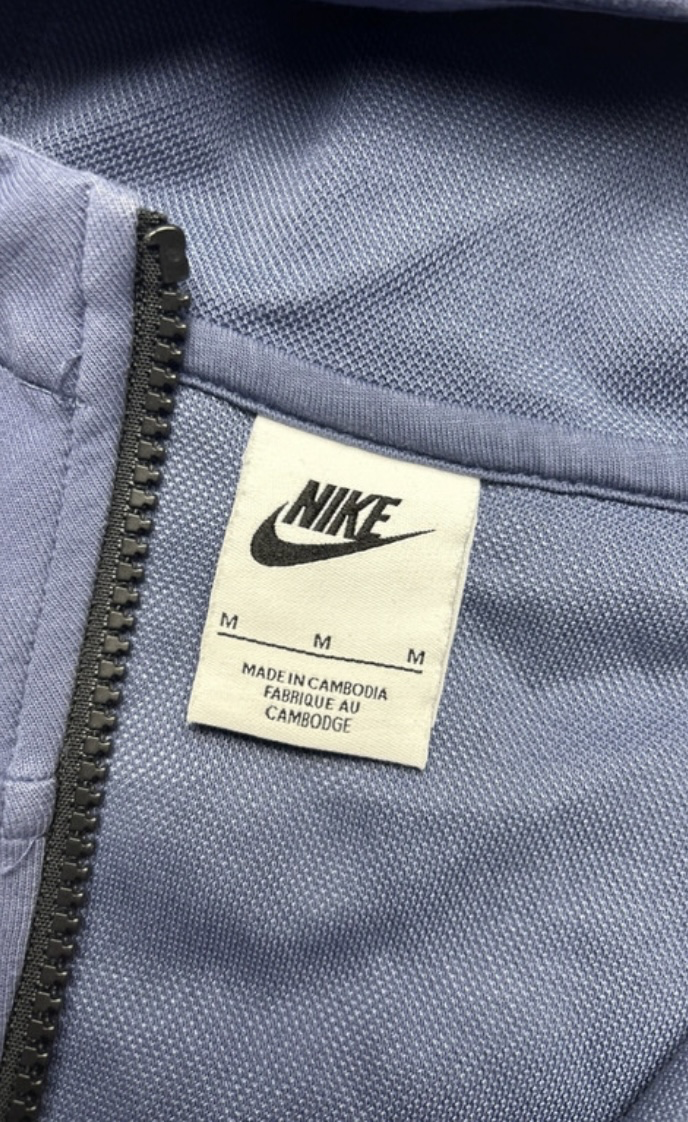 NIKE
M M M
MADE IN CAMBODIA
FABRIQUE AU
CAMBODGE